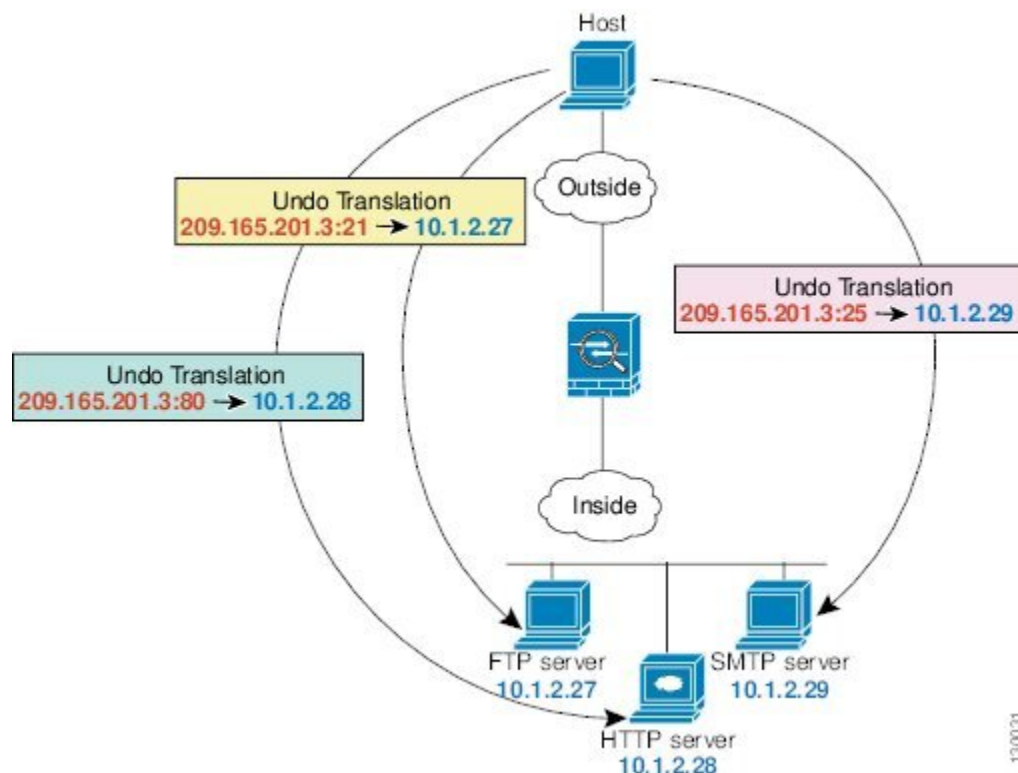 Host
Outside
Undo Translation
209.165.201.3:21 → 10.1.2.27
Undo Translation
209.165.201.3:25 → 10.1.2.29
Undo Translation
209.165.201.3:80 → 10.1.2.28
Inside
FTP server
10.1.2.27
SMTP server
10.1.2.29
HTTP server
10.1.2.28
130031